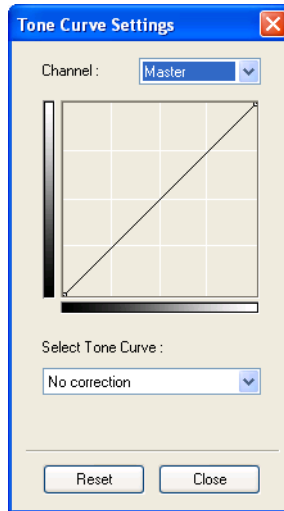 Tone Curve Settings
Channel : Master
Select Tone Curve :
No correction
Reset Close